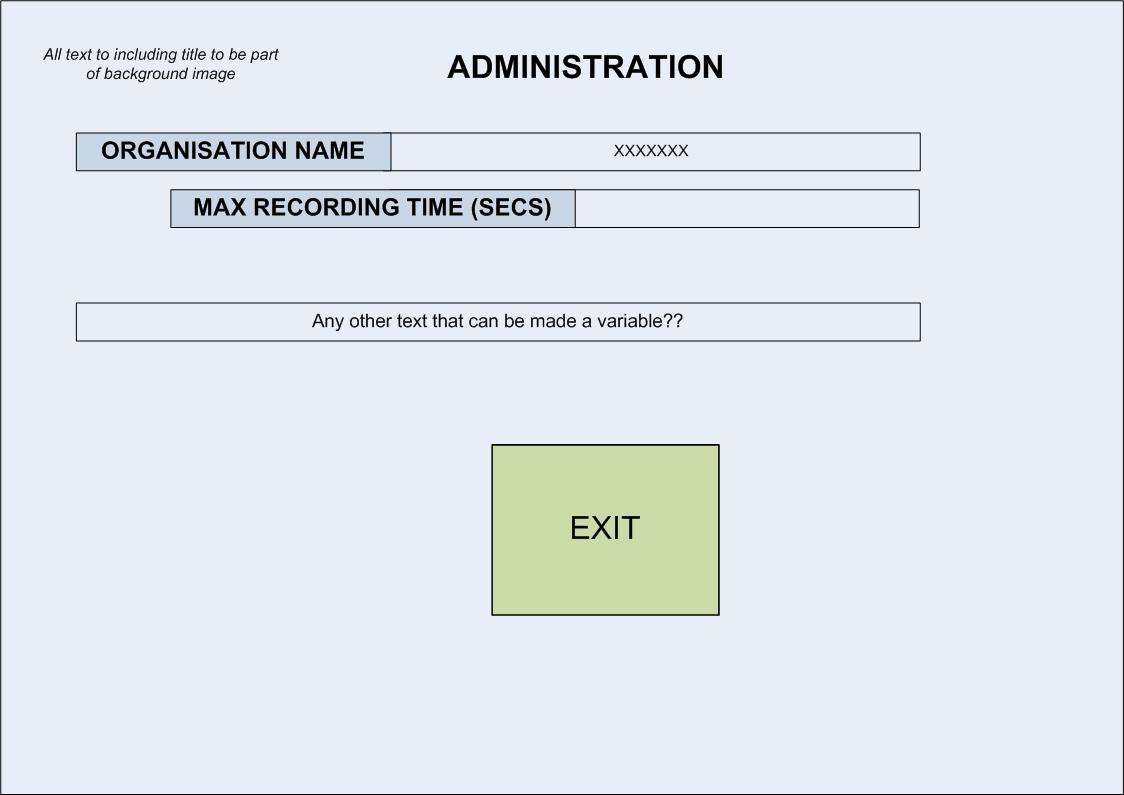 All text to including title to be part
of background image
ADMINISTRATION
ORGANISATION NAME
XXXXXXX
MAX RECORDING TIME (SECS)
Any other text that can be made a variable??
EXIT